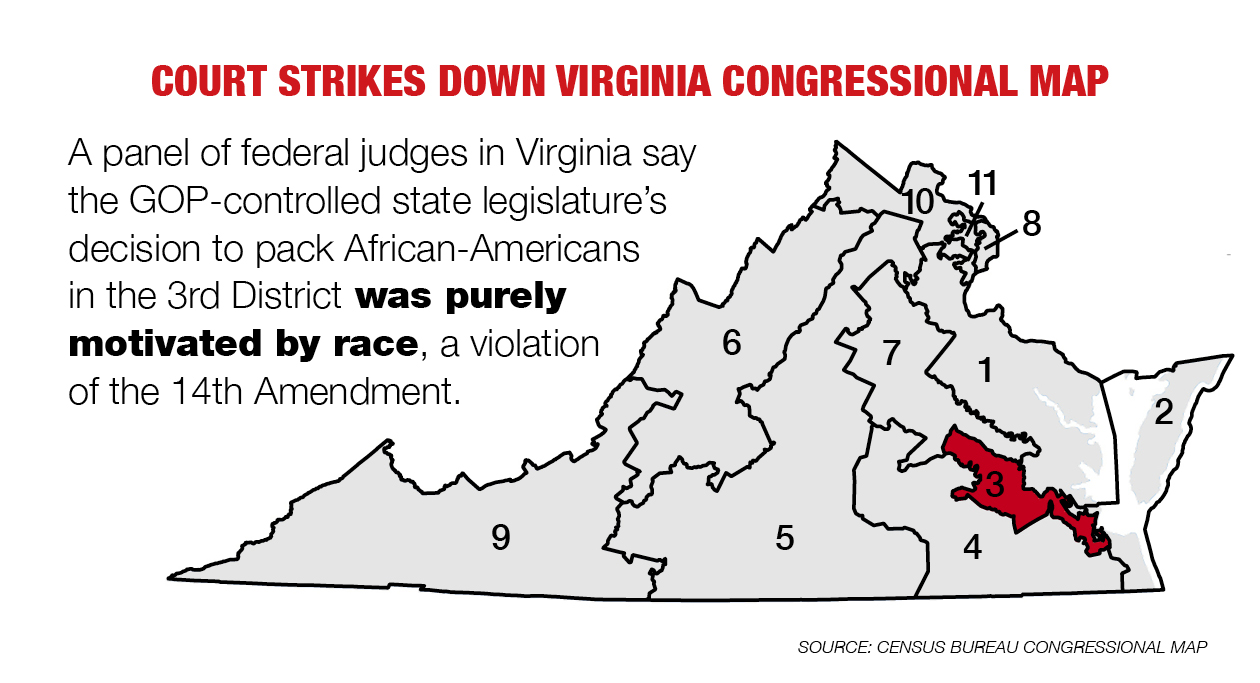 COURT STRIKES DOWN VIRGINIA CONGRESSIONAL MAP
A panel of federal judges in Virginia say
the GOP-controlled state legislature’s
decision to pack African-Americans
in the 3rd District was purely
motivated by race, a violation
of the 14th Amendment.
11
10
8
6
7
1
2
3
9
5
4
SOURCE: CENSUS BUREAU CONGRESSIONAL MAP